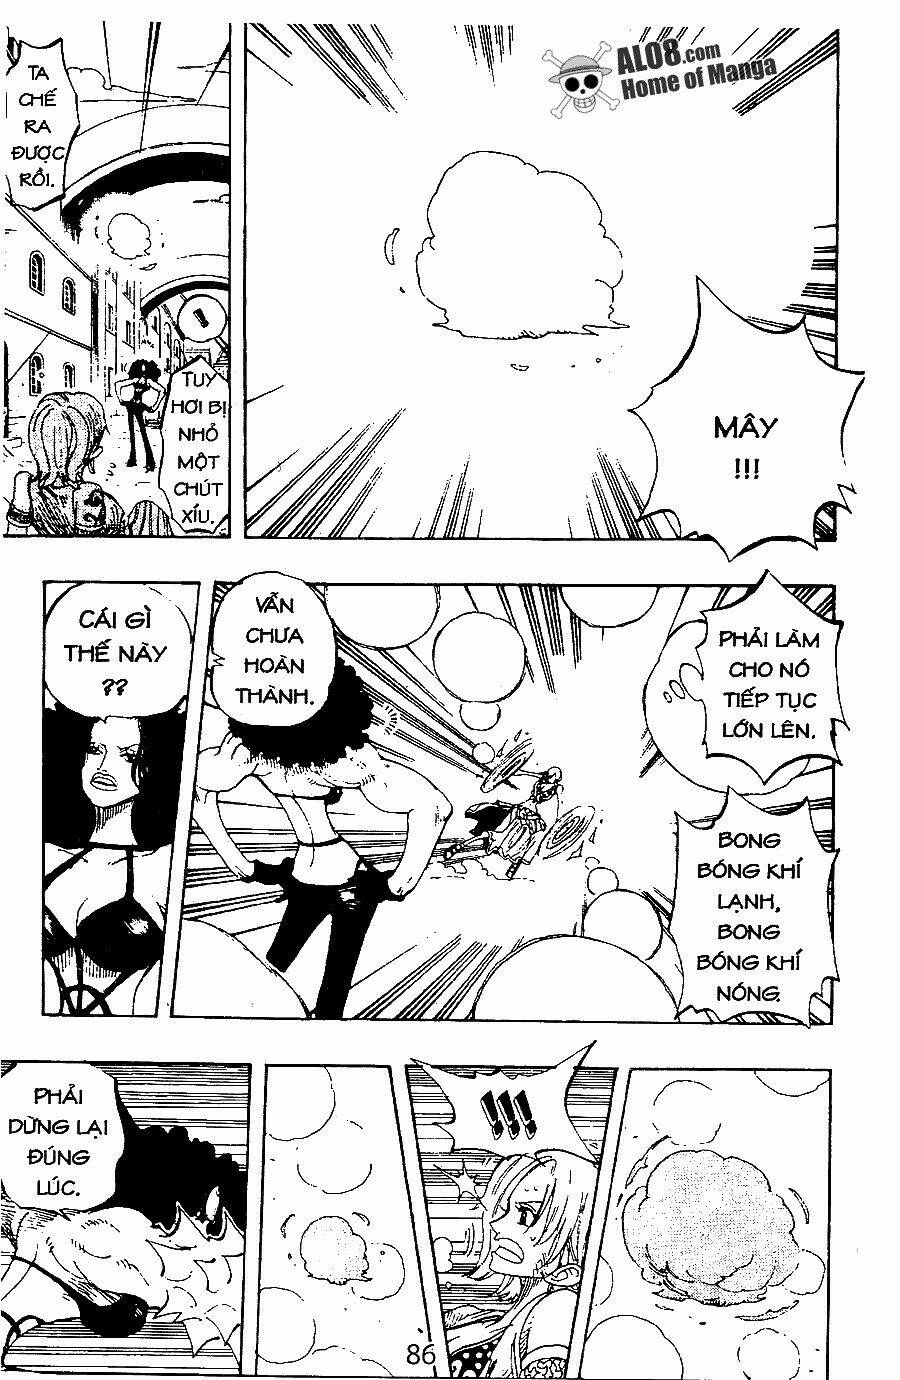 ALO8.com
Home of Manga
TA
CHẾ
RA
ĐƯỢC
RỒI.
!
TUY
HƠI BỊ
NHỎ
MỘT
CHÚT
XÍU.
MÂY
!!!
CÁI GÌ
THẾ NÀY
??
VẪN
CHƯA
HOÀN
THÀNH.
PHẢI LÀM
CHO NÓ
TIẾP TỤC
LỚN LÊN.
BONG
BÓNG KHÍ
LẠNH,
BONG
BÓNG KHÍ
NÓNG.
PHẢI
DỪNG LẠI
ĐÚNG
LÚC.
!!!
86